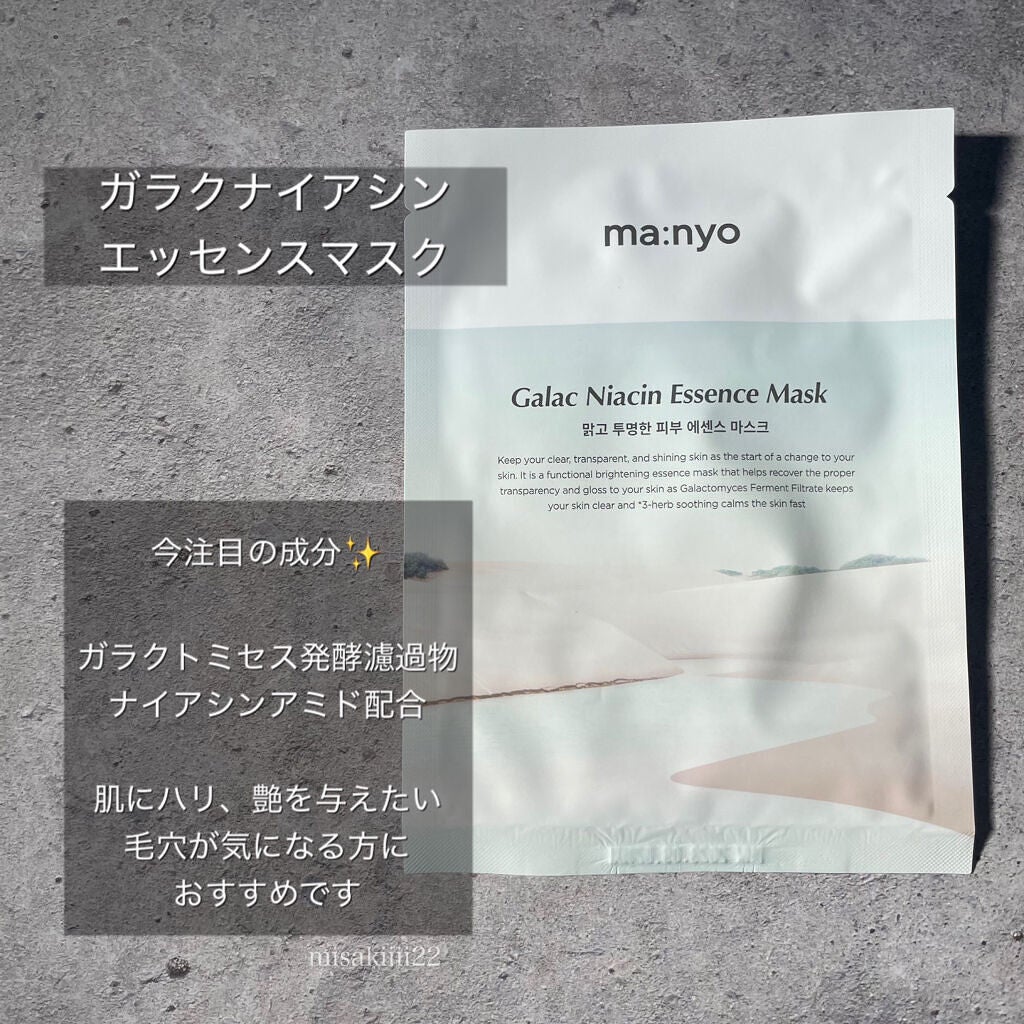 ガラクナイアシン
エッセンスマスク
ma:nyo
Galac Niacin Essence Mask
맑고 투명한 피부 에센스 마스크
Keep your clear, transparent, and shining skin as the start of a change to your
skin. It is a functional brightening essence mask that helps recover the proper
transparency and gloss to your skin as Galactomyces Ferment Filtrate keeps
your skin clear and *3-herb soothing calms the skin fast
今注目の成分✨
ガラクトミセス発酵濾過物
ナイアシンアミド配合
肌にハリ、艶を与えたい
毛穴が気になる方に
おすすめです
misakiiii22